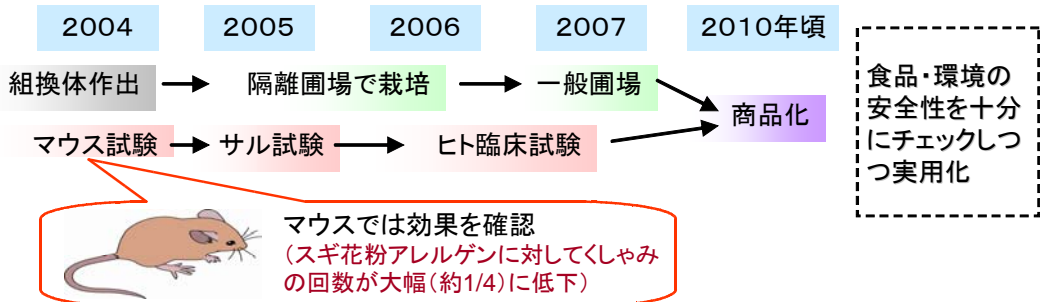 ２００４ ２００５ ２００６ ２００７ ２０１０年頃
組換体作出 隔離圃場で栽培 一般圃場
商品化
マウス試験 サル試験 ヒト臨床試験
食品・環境の
安全性を十分
にチェックしつ
つ実用化
マウスでは効果を確認
（スギ花粉アレルゲンに対してくしゃみ
の回数が大幅（約1/4）に低下）